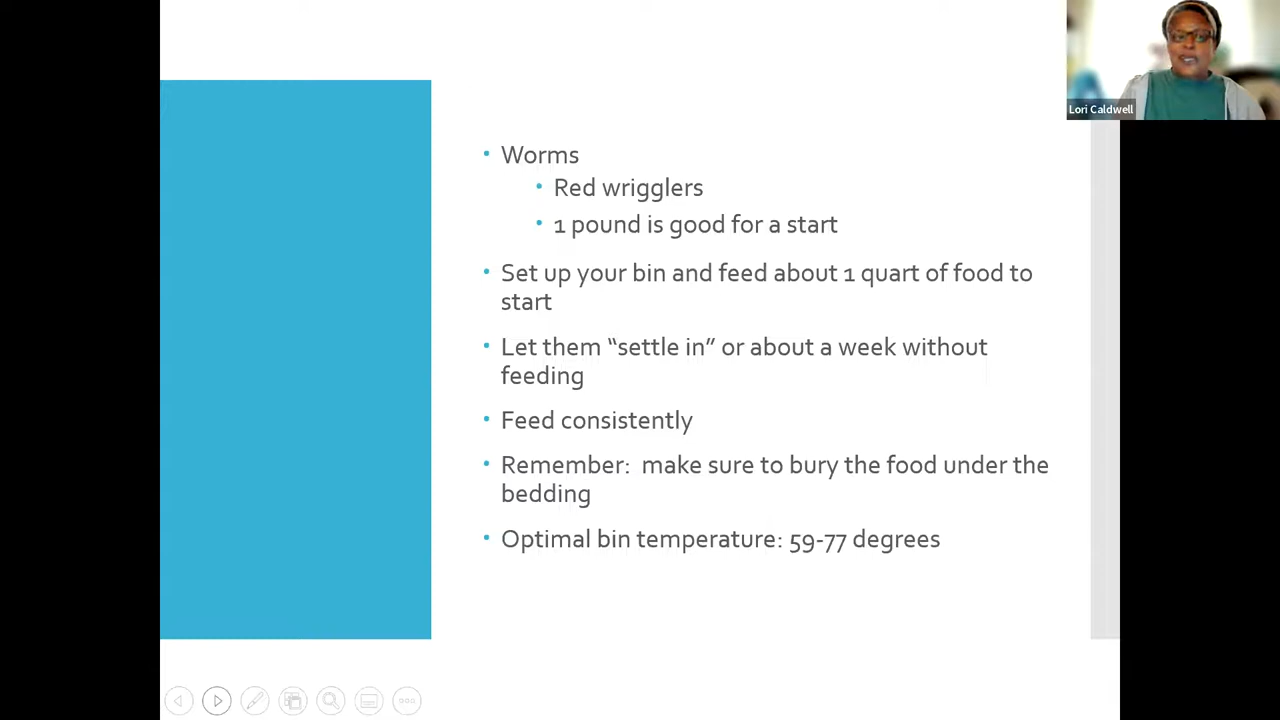 Lori Caldwell
• Worms
• Red wrigglers
• 1 pound is good for a start
• Set up your bin and feed about 1 quart of food to
start
• Let them “settle in” or about a week without
feeding
• Feed consistently
• Remember:  make sure to bury the food under the
bedding
• Optimal bin temperature: 59-77 degrees